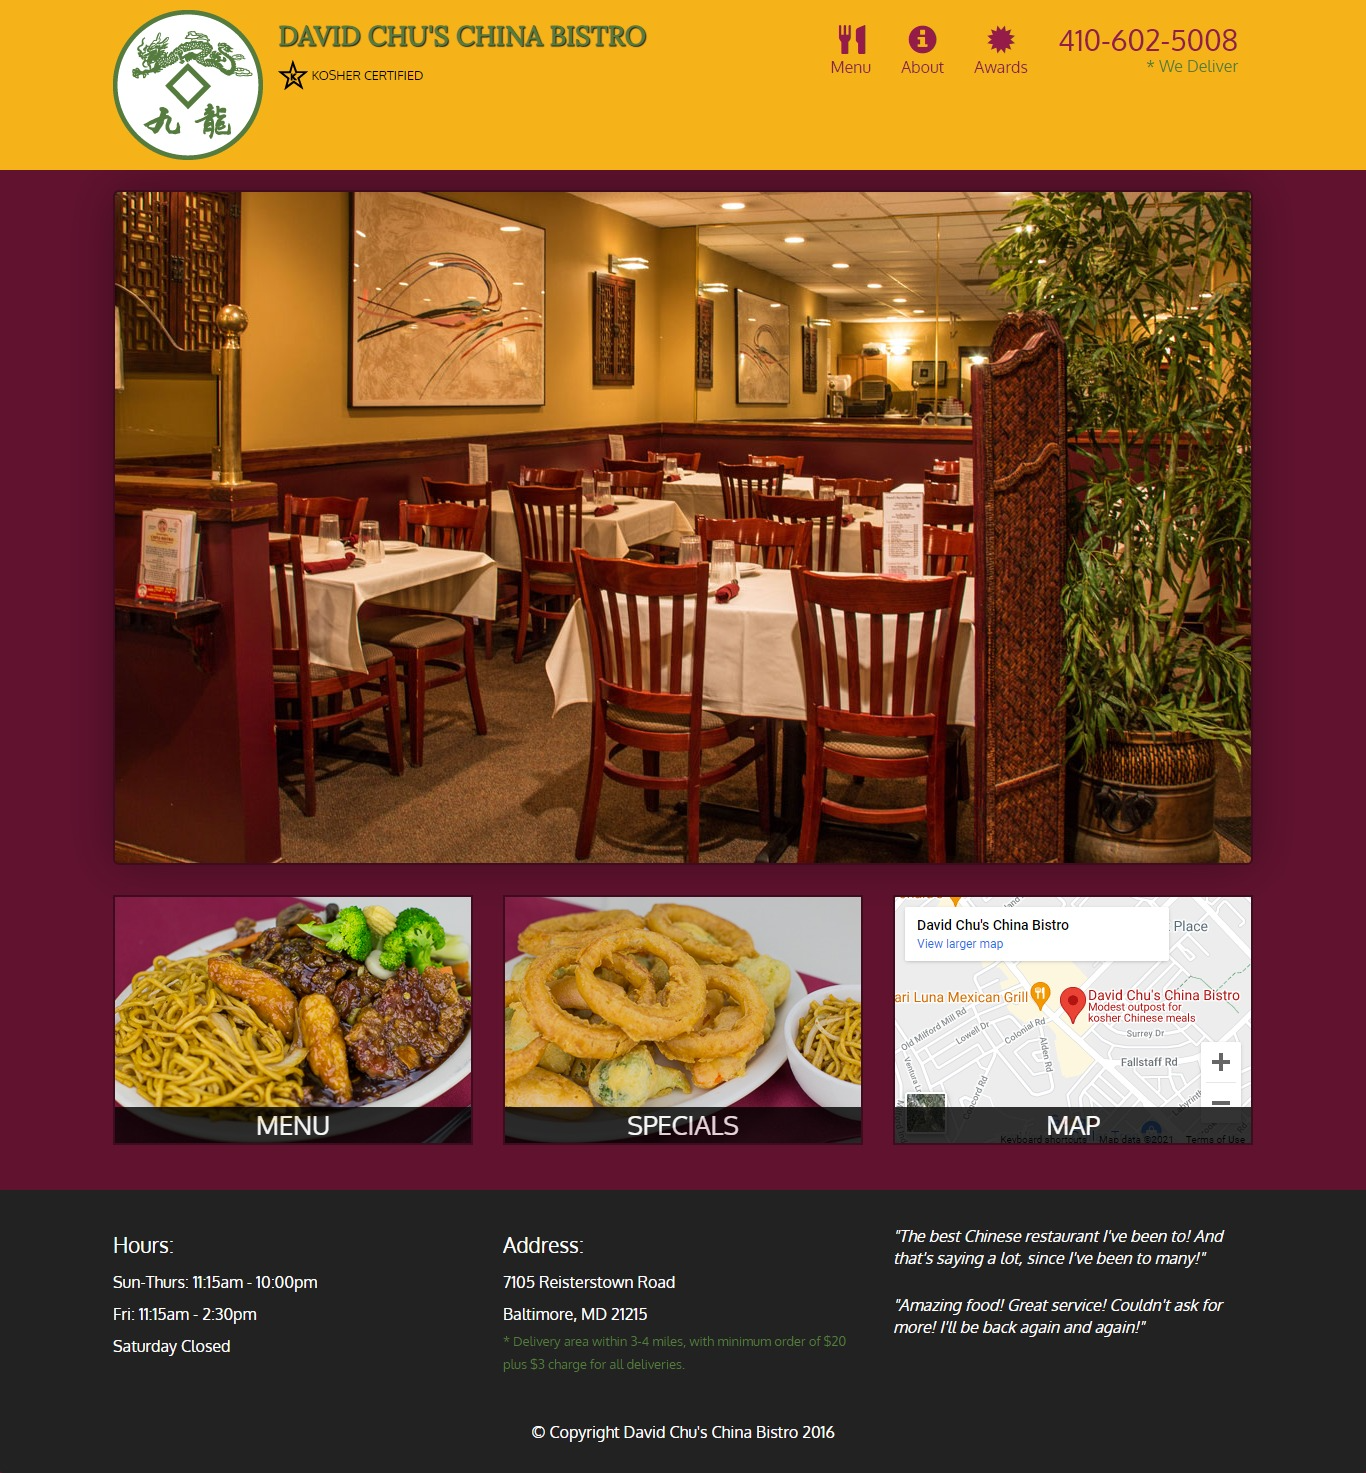 DAVID CHU'S CHINA BISTRO
K
KOSHER CERTIFIED
九龍
Menu
About
Awards
410-602-5008
* We Deliver
MENU
SPECIALS
David Chu's China Bistro
View larger map
Place
ari Luna Mexican Grill
David Chu's China Bistro
Modest outpost for
kosher Chinese meals
Old Milford Mill Rd
Lowell Dr
Colonial Rd
Alden Rd
Surrey Dr
Fallstaff Rd
Keyboard shortcuts
Map data ©2021
Terms of Use
MAP
Hours:
Sun-Thurs: 11:15am - 10:00pm
Fri: 11:15am - 2:30pm
Saturday Closed
Address:
7105 Reisterstown Road
Baltimore, MD 21215
* Delivery area within 3-4 miles, with minimum order of $20
plus $3 charge for all deliveries.
"The best Chinese restaurant I've been to! And
that's saying a lot, since I've been to many!"
"Amazing food! Great service! Couldn't ask for
more! I'll be back again and again!"
© Copyright David Chu's China Bistro 2016